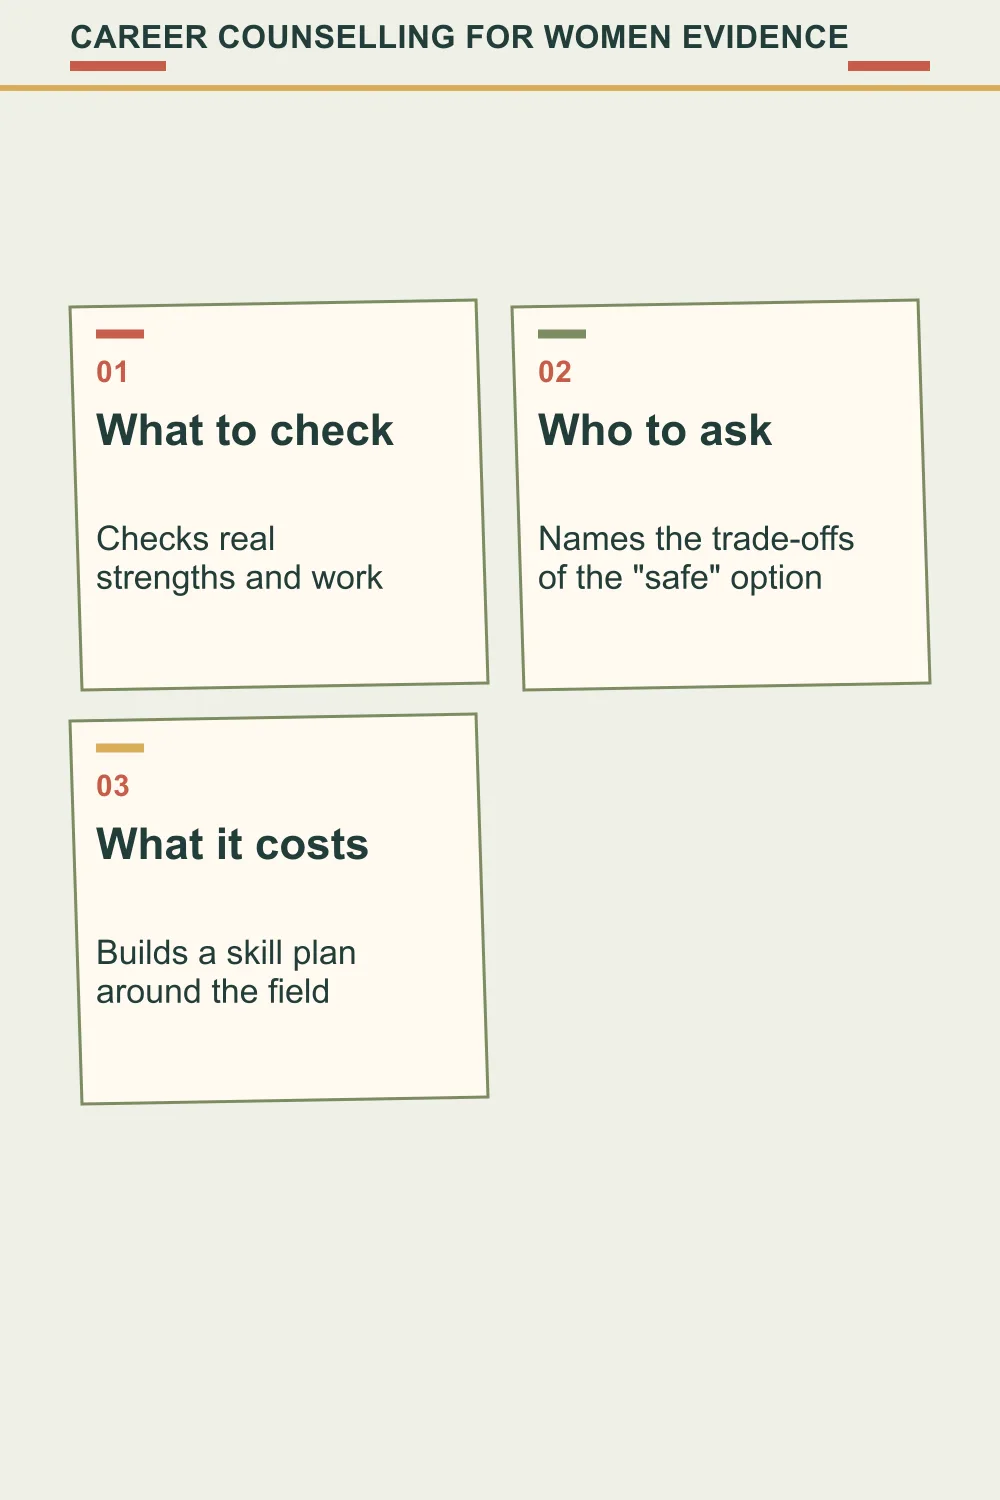 CAREER COUNSELLING FOR WOMEN EVIDENCE
01
What to check
Checks real
strengths and work
02
Who to ask
Names the trade-offs
of the "safe" option
03
What it costs
Builds a skill plan
around the field